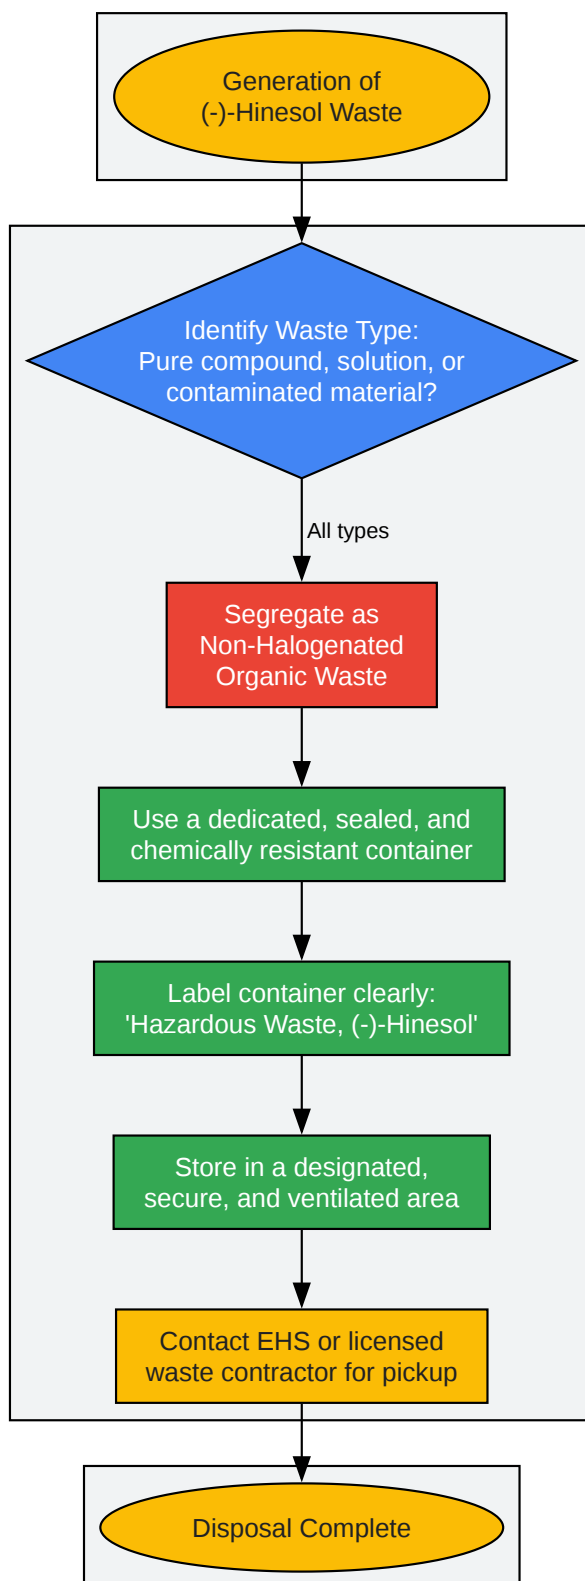 Generation of
(-)-Hinesol Waste
Identify Waste Type:
Pure compound, solution, or
contaminated material?
All types
Segregate as
Non-Halogenated
Organic Waste
Use a dedicated, sealed, and
chemically resistant container
Label container clearly:
'Hazardous Waste, (-)-Hinesol'
Store in a designated,
secure, and ventilated area
Contact EHS or licensed
waste contractor for pickup
Disposal Complete